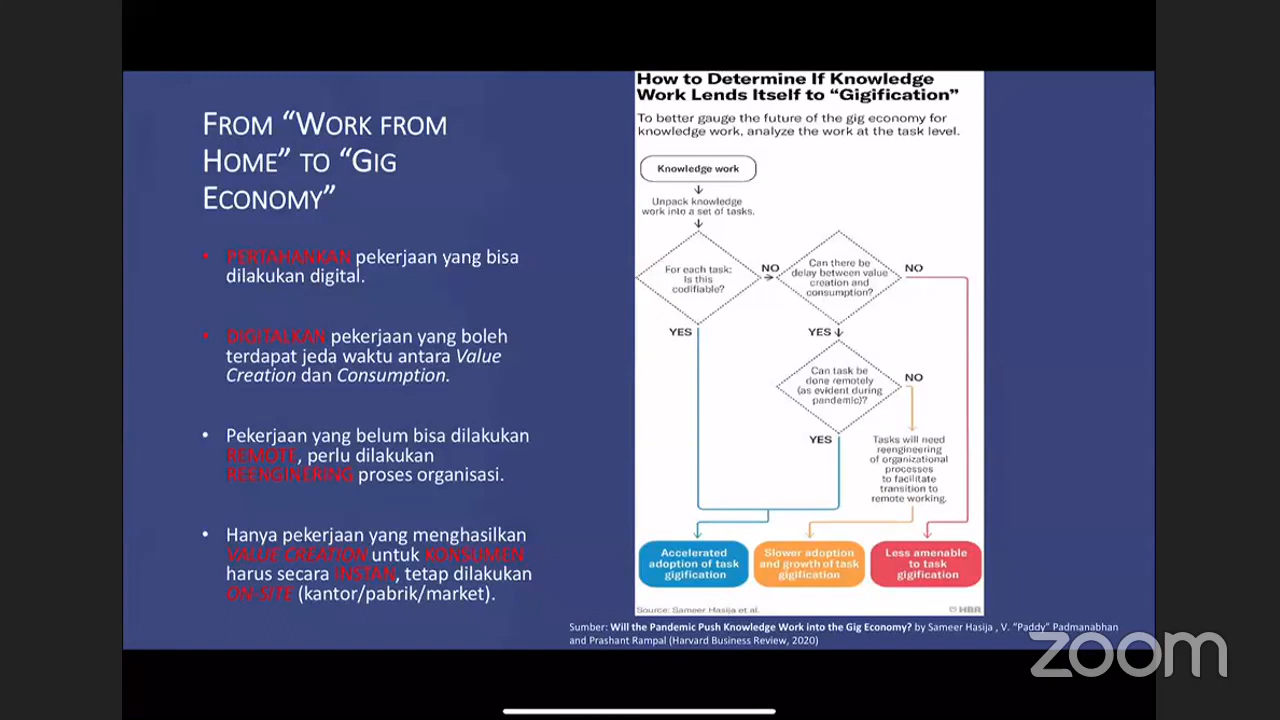 FROM “WORK FROM
HOME” TO “GIG
ECONOMY”
• PERTAHANKAN pekerjaan yang bisa
dilakukan digital.
• DIGITALKAN pekerjaan yang boleh
terdapat jeda waktu antara Value
Creation dan Consumption.
• Pekerjaan yang belum bisa dilakukan
REMOTE, perlu dilakukan
REENGINERING proses organisasi.
• Hanya pekerjaan yang menghasilkan
VALUE CREATION untuk KONSUMEN
harus secara INSTAN, tetap dilakukan
ON-SITE (kantor/pabrik/market).
How to Determine If Knowledge
Work Lends Itself to “Gigification”
To better gauge the future of the gig economy for
knowledge work, analyze the work at the task level.
Knowledge work
Unpack knowledge
work into a set of tasks.
For each task:
Is this
codifiable?
NO
Can there be
delay between value
creation and
consumption?
NO
YES
YES
Can task be
done remotely
(as evident during
pandemic)?
NO
YES
Tasks will need
reengineering
of organizational
processes
to facilitate
transition to
remote working.
Accelerated
adoption of task
gigification
Slower adoption
and growth of task
gigification
Less amenable
to task
gigification
Source: Sameer Hasija et al.
HBR
Sumber: Will the Pandemic Push Knowledge Work into the Gig Economy? by Sameer Hasija , V. “Paddy” Padmanabhan
and Prashant Rampal (Harvard Business Review, 2020)
zoom